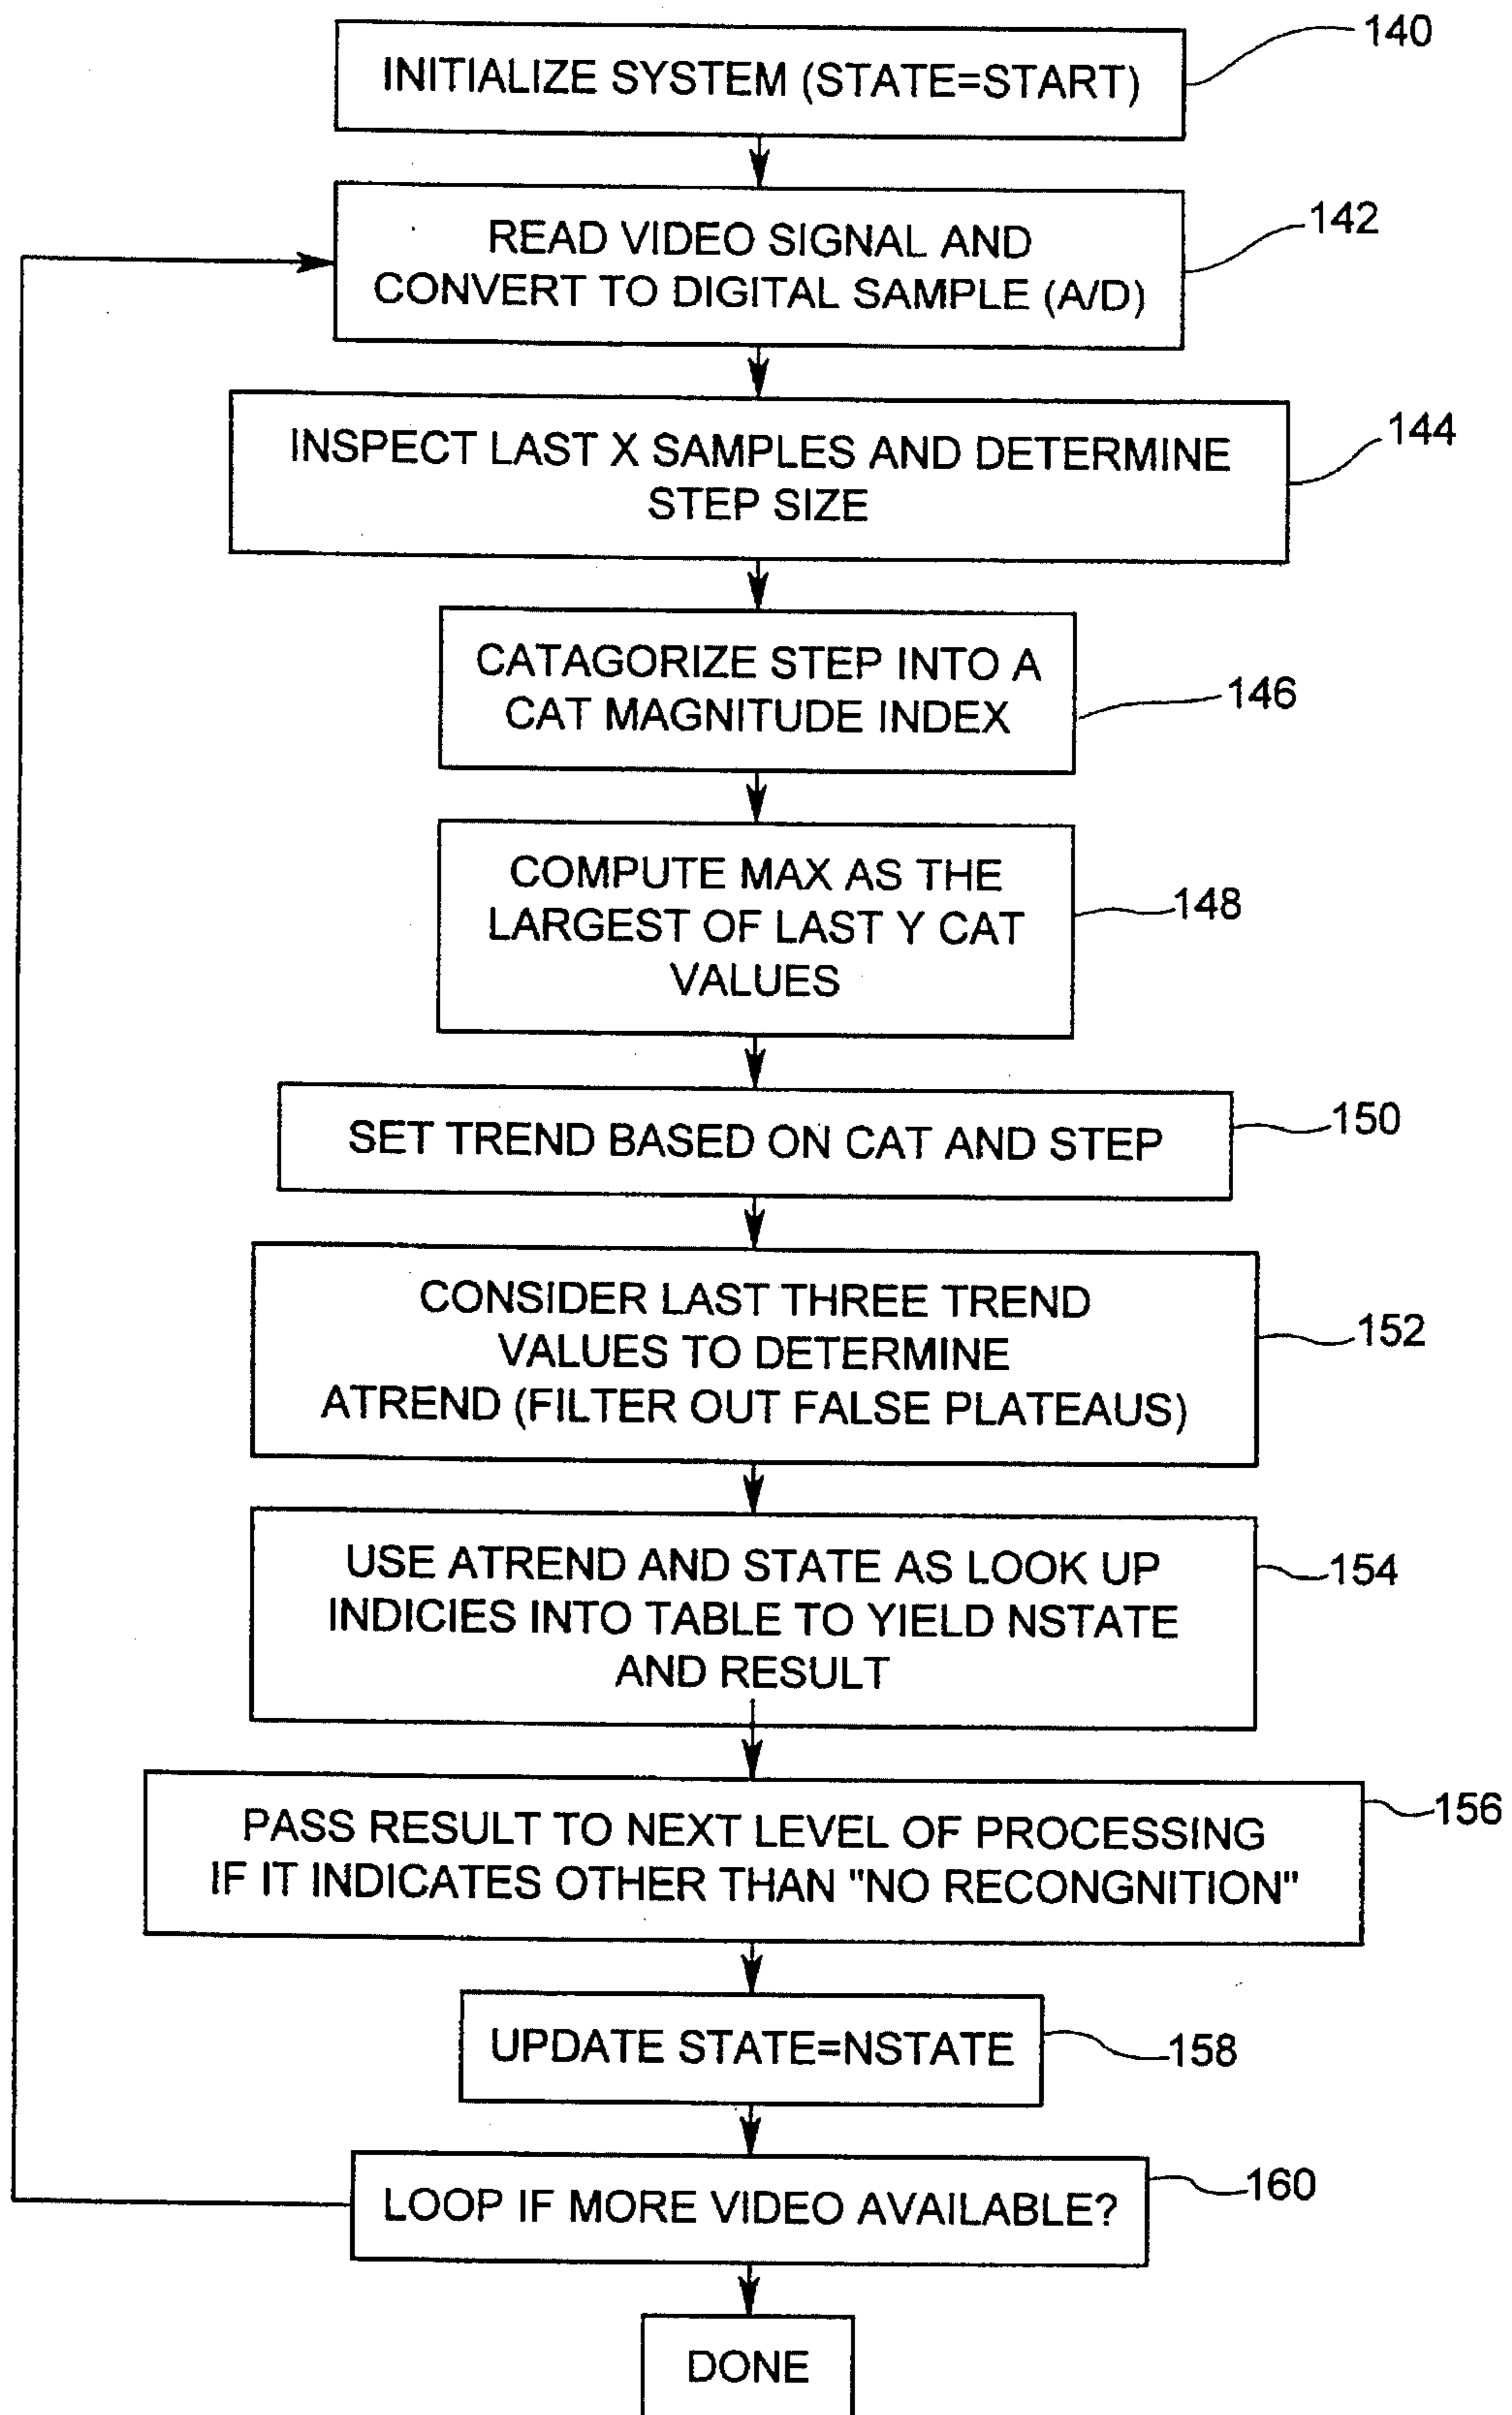 140
INITIALIZE SYSTEM (STATE=START)
142
READ VIDEO SIGNAL AND
CONVERT TO DIGITAL SAMPLE (A/D)
144
INSPECT LAST X SAMPLES AND DETERMINE
STEP SIZE
146
CATAGORIZE STEP INTO A
CAT MAGNITUDE INDEX
148
COMPUTE MAX AS THE
LARGEST OF LAST Y CAT
VALUES
150
SET TREND BASED ON CAT AND STEP
152
CONSIDER LAST THREE TREND
VALUES TO DETERMINE
ATREND (FILTER OUT FALSE PLATEAUS)
154
USE ATREND AND STATE AS LOOK UP
INDICIES INTO TABLE TO YIELD NSTATE
AND RESULT
156
PASS RESULT TO NEXT LEVEL OF PROCESSING
IF IT INDICATES OTHER THAN "NO RECONGNITION"
158
UPDATE STATE=NSTATE
160
LOOP IF MORE VIDEO AVAILABLE?
DONE